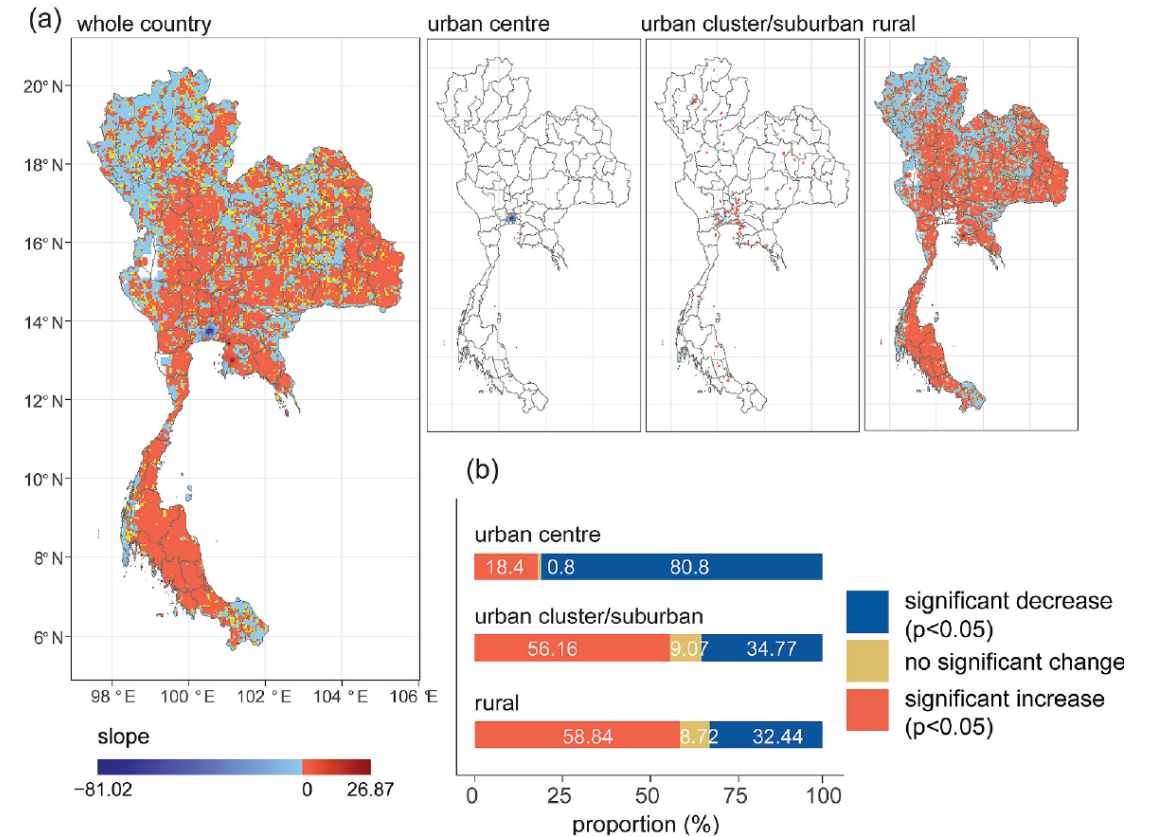 (a) whole country
urban centre
urban cluster/suburban
rural
20° N
18° N
16° N
14° N
12° N
10° N
8° N
6° N
98 ° E
100 ° E
102 ° E
104 ° E
106 °E
slope
−81.02
0
26.87
(b)
urban centre
18.4
0.8
80.8
urban cluster/suburban
56.16
9.07
34.77
rural
58.84
8.72
32.44
0
25
50
75
100
proportion (%)
significant decrease
(p<0.05)
no significant change
significant increase
(p<0.05)